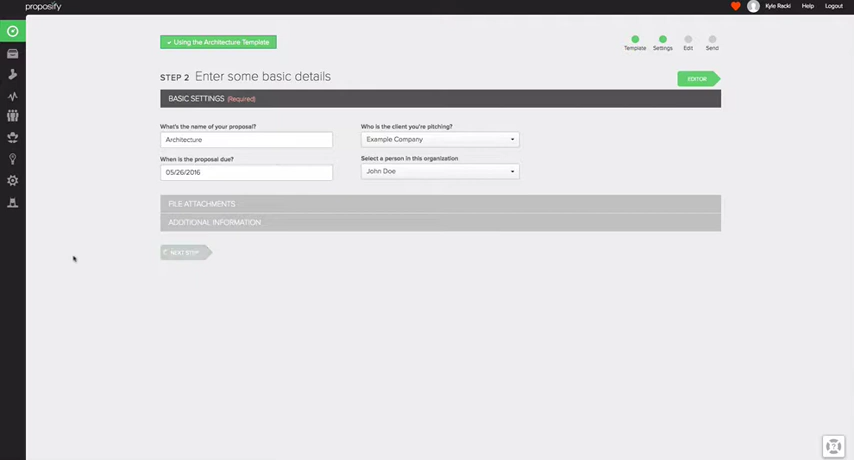 proposify
Kyle Racki Help Logout
✓ Using the Architecture Template
Template Settings Edit Send
STEP 2 Enter some basic details
EDITOR
BASIC SETTINGS (Required)
What's the name of your proposal?
Who is the client you're pitching?
Architecture
Example Company
When is the proposal due?
Select a person in this organization
05/26/2016
John Doe
FILE ATTACHMENTS
ADDITIONAL INFORMATION
NEXT STEP